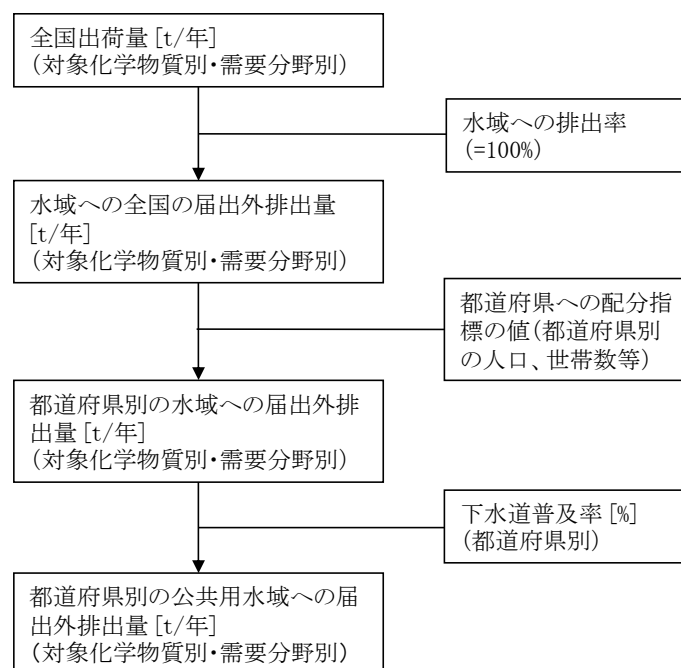 全国出荷量[t/年]
(対象化学物質別・需要分野別)
水域への排出率
(=100%)
水域への全国の届出外排出量
[t/年]
(対象化学物質別・需要分野別)
都道府県への配分指
標の値(都道府県別
の人口、世帯数等)
都道府県別の水域への届出外排
出量[t/年]
(対象化学物質別・需要分野別)
下水道普及率[%]
(都道府県別)
都道府県別の公共用水域への届
出外排出量[t/年]
(対象化学物質別・需要分野別)